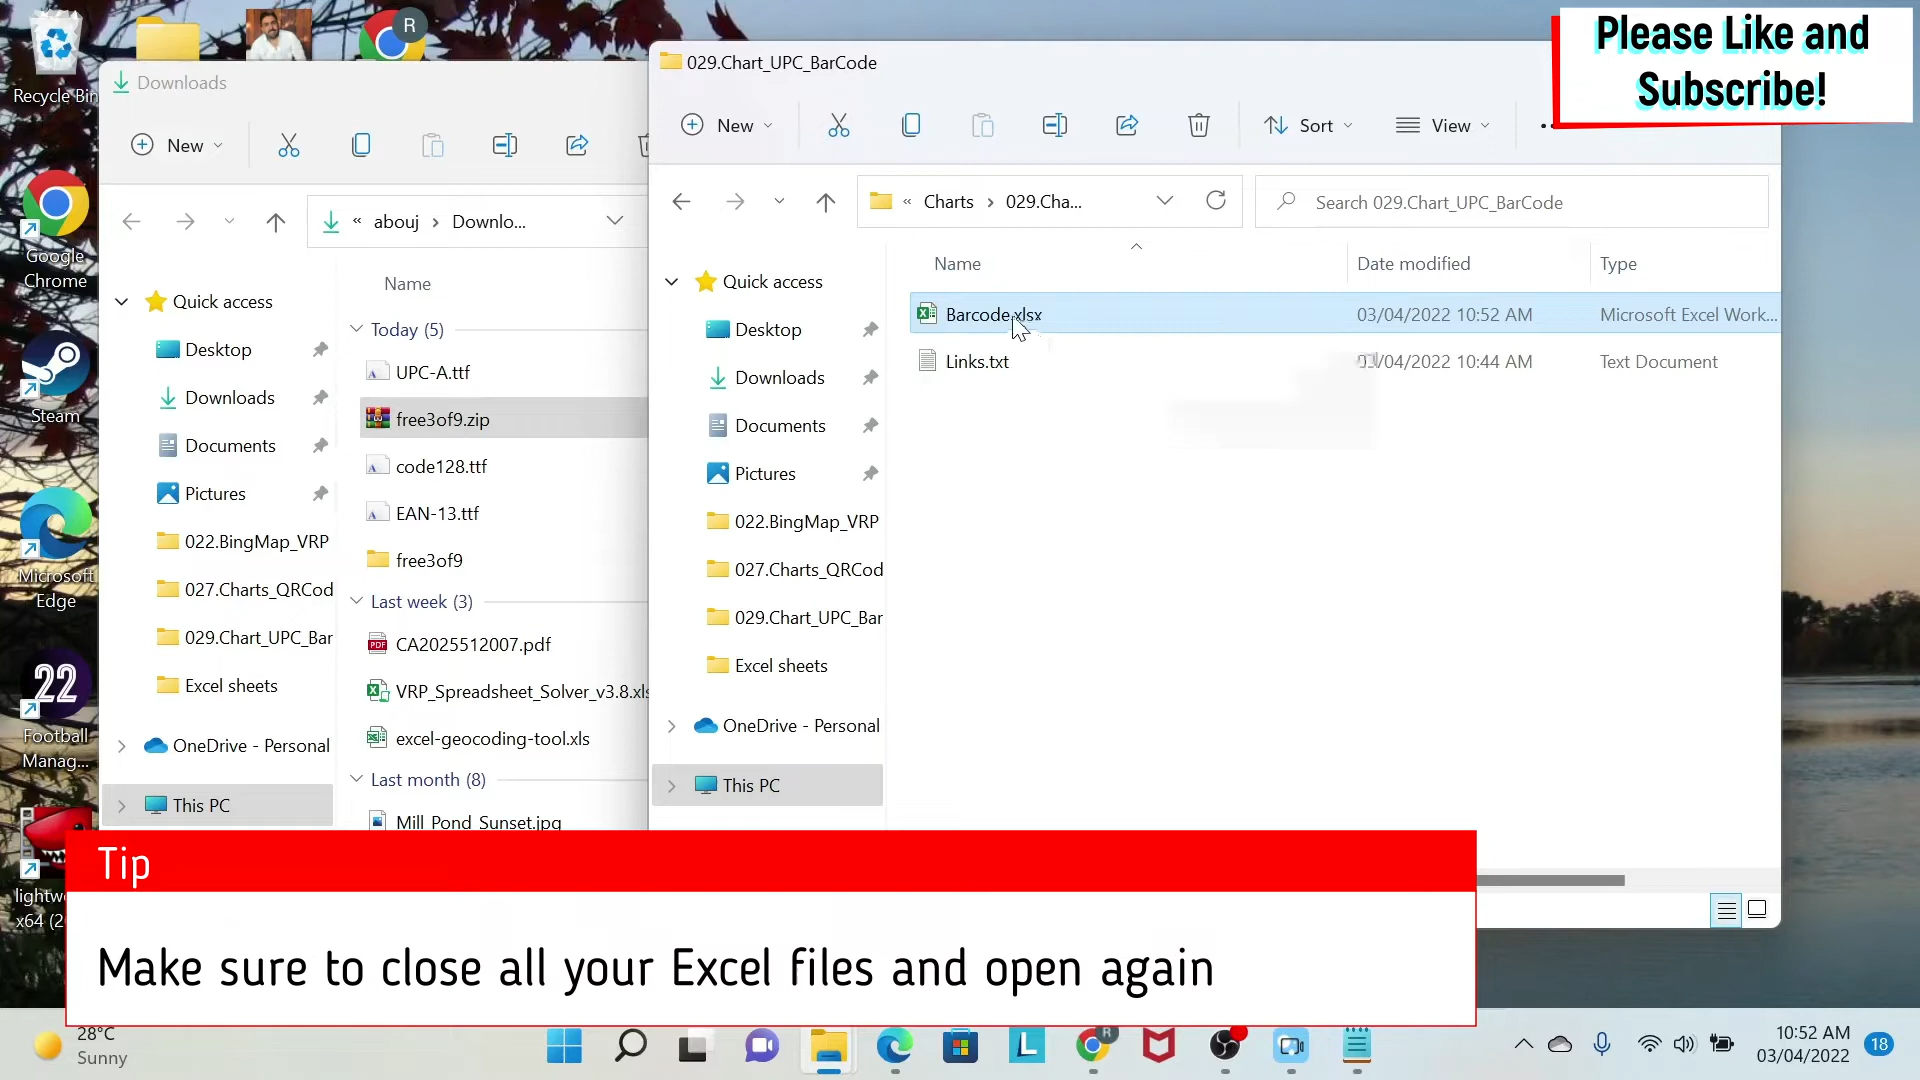 Please Like and
Subscribe!
R
Recycle Bin
Google
Chrome
Steam
Microsoft
Edge
22
Football
Manag...
lightw
x64 (2
Downloads
New
abouj
Downlo...
Name
Quick access
Desktop
Downloads
Documents
Pictures
022.BingMap_VRP
027.Charts_QRCod
029.Chart_UPC_Bar
Excel sheets
OneDrive - Personal
This PC
Today (5)
UPC-A.ttf
free3of9.zip
code128.ttf
EAN-13.ttf
free3of9
Last week (3)
CA2025512007.pdf
VRP_Spreadsheet_Solver_v3.8.xls
excel-geocoding-tool.xls
Last month (8)
Mill Pond Sunset.jpg
029.Chart_UPC_BarCode
New
Sort
View
Charts
029.Cha...
Search 029.Chart_UPC_BarCode
Quick access
Desktop
Downloads
Documents
Pictures
022.BingMap_VRP
027.Charts_QRCod
029.Chart_UPC_Bar
Excel sheets
OneDrive - Personal
This PC
Name Date modified Type
Barcode.xlsx 03/04/2022 10:52 AM Microsoft Excel Work...
Links.txt 03/04/2022 10:44 AM Text Document
Tip
Make sure to close all your Excel files and open again
28°C
Sunny
L
R
10:52 AM
03/04/2022
18